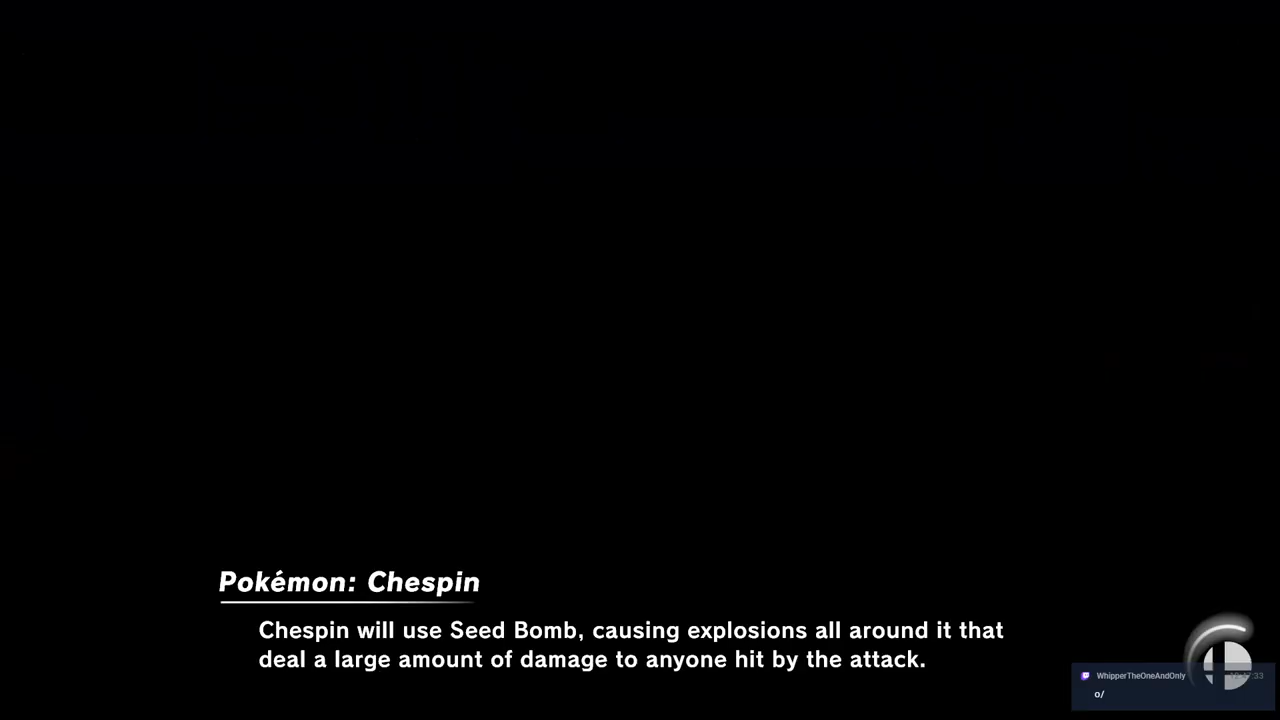 Pokémon: Chespin
Chespin will use Seed Bomb, causing explosions all around it that
deal a large amount of damage to anyone hit by the attack.
WhipperTheOneAndOnly
o/